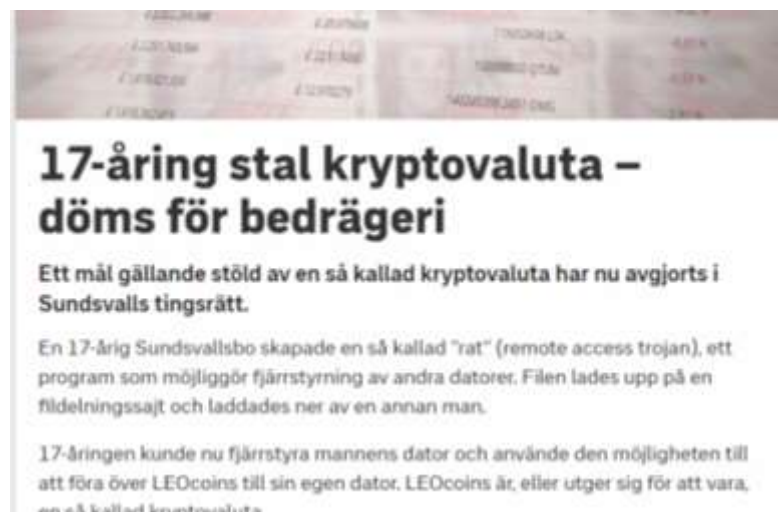 17-åring stal kryptovaluta –
döms för bedrägeri
Ett mål gällande stöld av en så kallad kryptovaluta har nu avgjorts i
Sundsvalls tingsrätt.
En 17-årig Sundsvallsbo skapade en så kallad "rat" (remote access trojan), ett
program som möjliggör fjärrstyrning av andra datorer. Filen lades upp på en
fildelningssajt och laddades ner av en annan man.
17-åringen kunde nu fjärrstyra mannens dator och använde den möjligheten till
att föra över LEOcoins till sin egen dator. LEOcoins är, eller utger sig för att vara,
en så kallad kryptovaluta